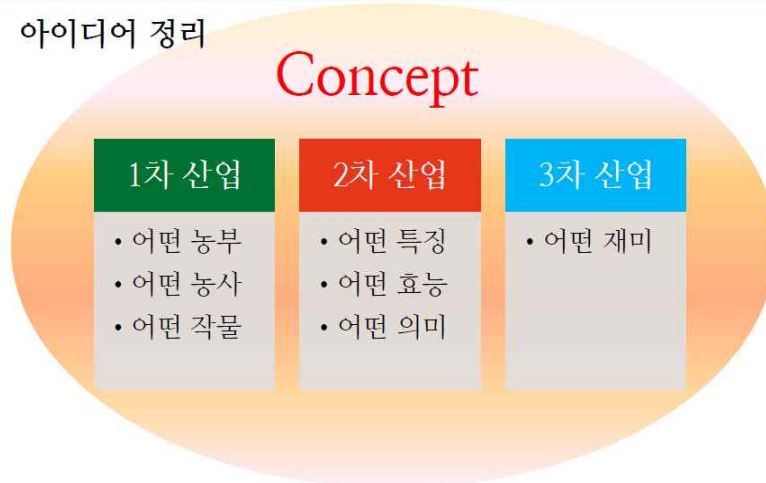 아이디어 정리
Concept
1차 산업
• 어떤 농부
• 어떤 농사
• 어떤 작물
2차 산업
• 어떤 특징
• 어떤 효능
• 어떤 의미
3차 산업
• 어떤 재미